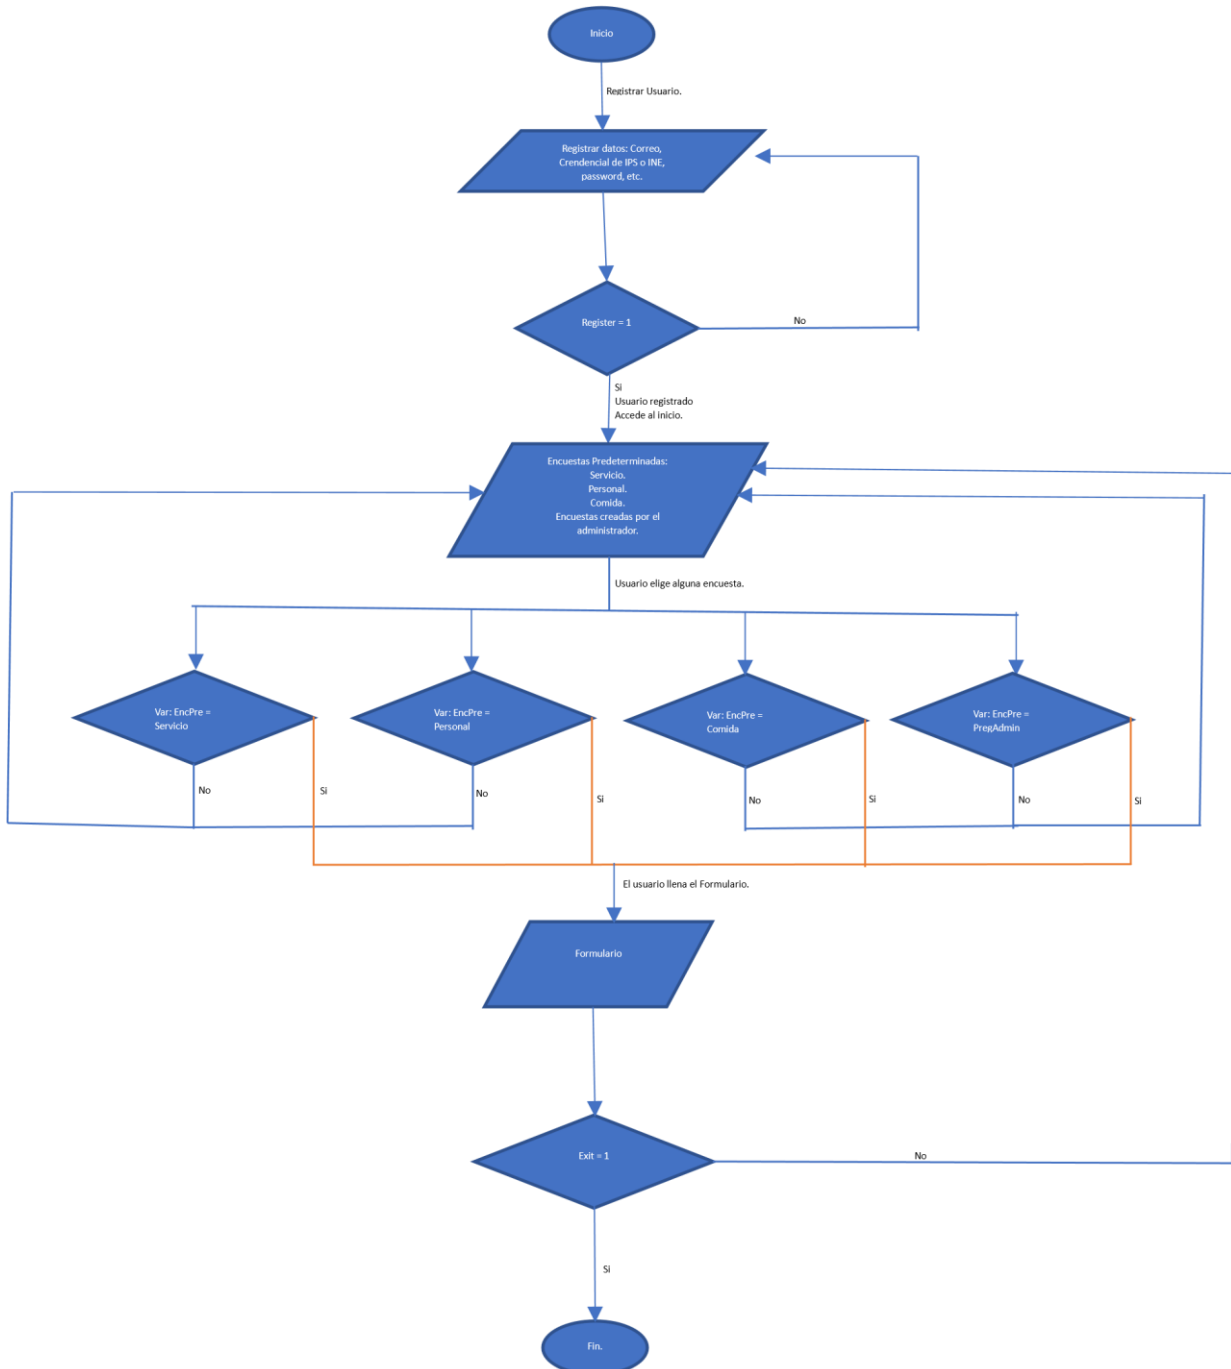 Inicio
Registrar Usuario.
Registrar datos: Correo,
Crendencial de IPS o INE,
password, etc.
Register = 1
No
Si
Usuario registrado
Accede al inicio.
Encuestas Predeterminadas:
Servicio.
Personal.
Comida.
Encuestas creadas por el
administrador.
Usuario elige alguna encuesta.
Var: EncPre =
Servicio
Var: EncPre =
Personal
Var: EncPre =
Comida
Var: EncPre =
PregAdmin
No
Si
No
Si
No
Si
No
Si
El usuario llena el Formulario.
Formulario
Exit = 1
No
Si
Fin.